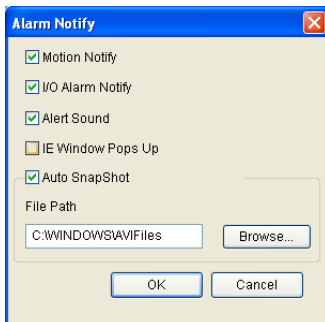 Alarm Notify
Motion Notify
I/O Alarm Notify
Alert Sound
IE Window Pops Up
Auto SnapShot
File Path
C:\WINDOWS\AVIFiles
Browse...
OK
Cancel